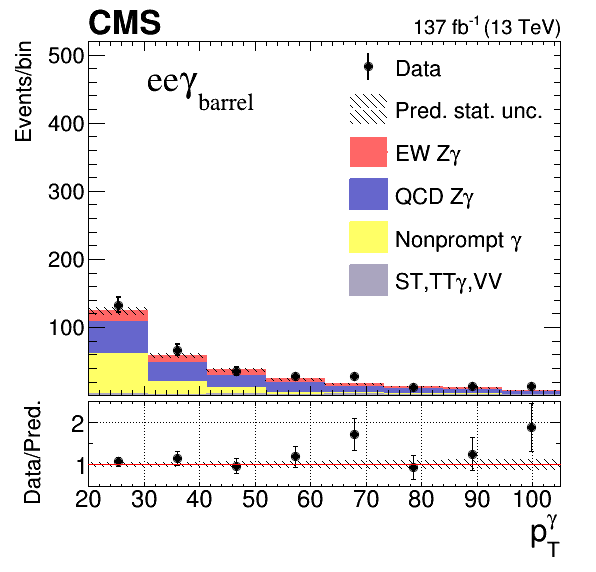 CMS 137 fb⁻¹ (13 TeV)
Events/bin
500
400
300
200
100
eeγ_barrel
Data
Pred. stat. unc.
EW Zγ
QCD Zγ
Nonprompt γ
ST,TTγ,VV
Data/Pred.
2
1
20 30 40 50 60 70 80 90 100
p_T^γ